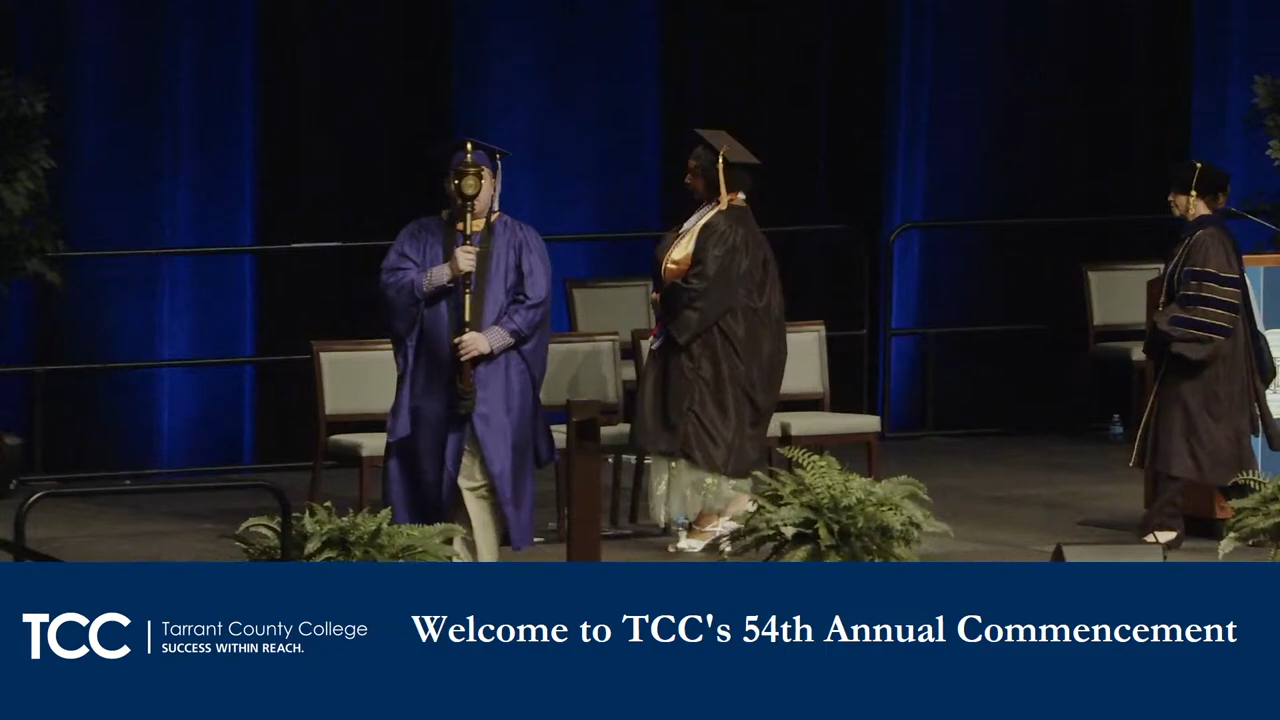 TCC
Tarrant County College
SUCCESS WITHIN REACH.
Welcome to TCC's 54th Annual Commencement